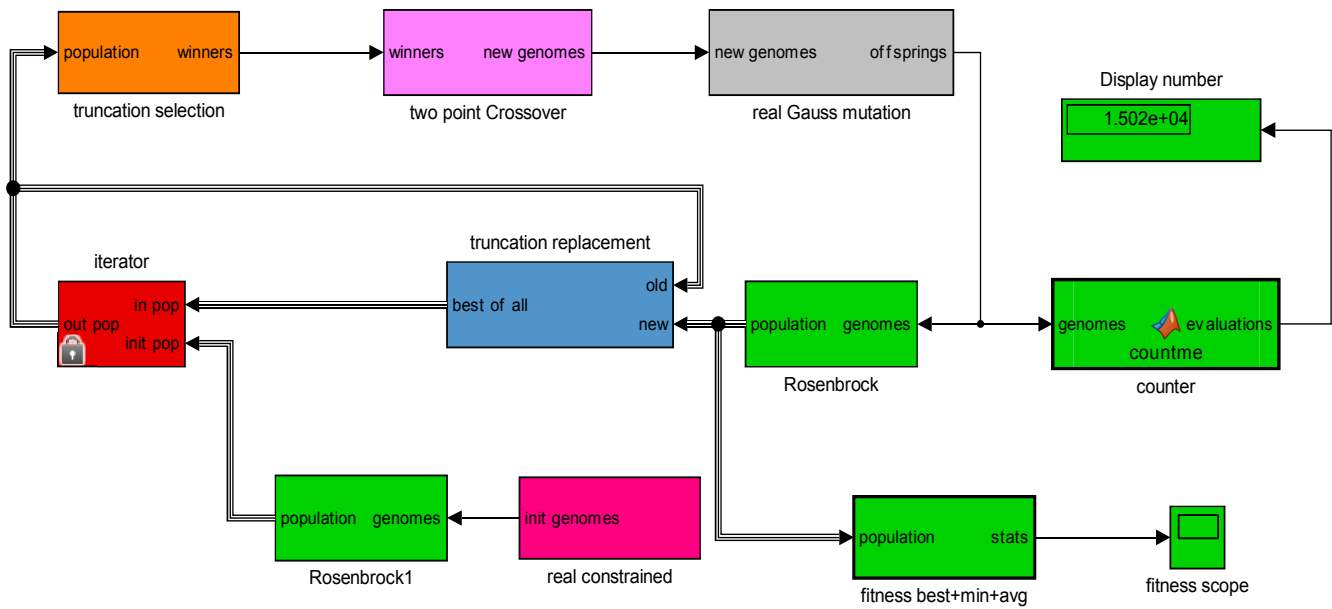 population winners
truncation selection
winners new genomes
two point Crossover
new genomes offsprings
real Gauss mutation
Display number
1.502e+04
iterator
in pop
out pop
init pop
truncation replacement
old
best of all
new
population genomes
Rosenbrock
genomes evaluations
countme
counter
population genomes
Rosenbrock1
init genomes
real constrained
population stats
fitness best+min+avg
fitness scope